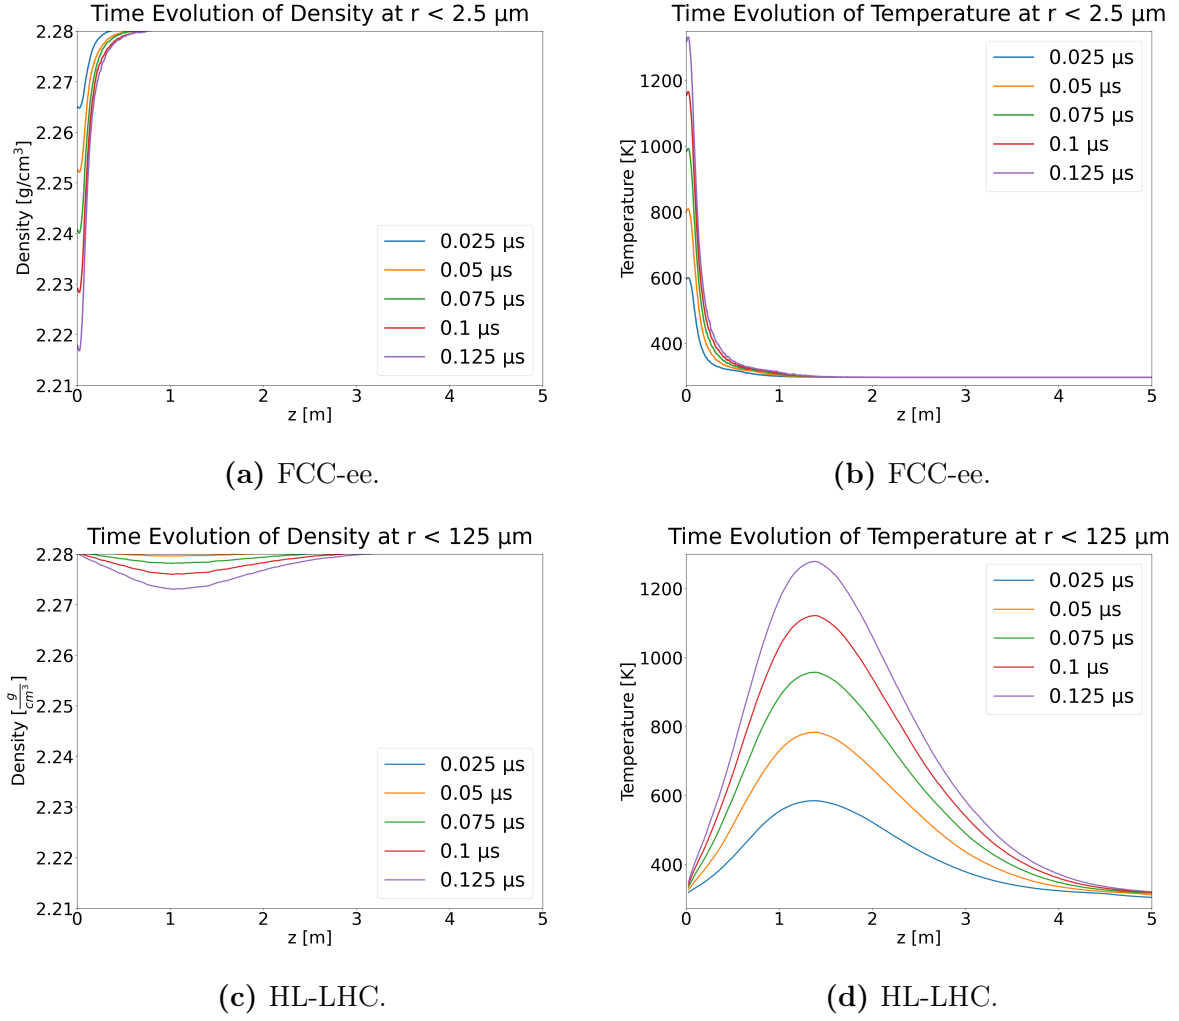 Time Evolution of Density at r < 2.5 µm
2.28
2.27
2.26
2.25
2.24
2.23
2.22
2.21
Density [g/cm³]
0 1 2 3 4 5
z [m]
0.025 µs
0.05 µs
0.075 µs
0.1 µs
0.125 µs
(a) FCC-ee.
Time Evolution of Temperature at r < 2.5 µm
1200
1000
800
600
400
Temperature [K]
0 1 2 3 4 5
z [m]
0.025 µs
0.05 µs
0.075 µs
0.1 µs
0.125 µs
(b) FCC-ee.
Time Evolution of Density at r < 125 µm
2.28
2.27
2.26
2.25
2.24
2.23
2.22
2.21
Density [g/cm³]
0 1 2 3 4 5
z [m]
0.025 µs
0.05 µs
0.075 µs
0.1 µs
0.125 µs
(c) HL-LHC.
Time Evolution of Temperature at r < 125 µm
1200
1000
800
600
400
Temperature [K]
0 1 2 3 4 5
z [m]
0.025 µs
0.05 µs
0.075 µs
0.1 µs
0.125 µs
(d) HL-LHC.